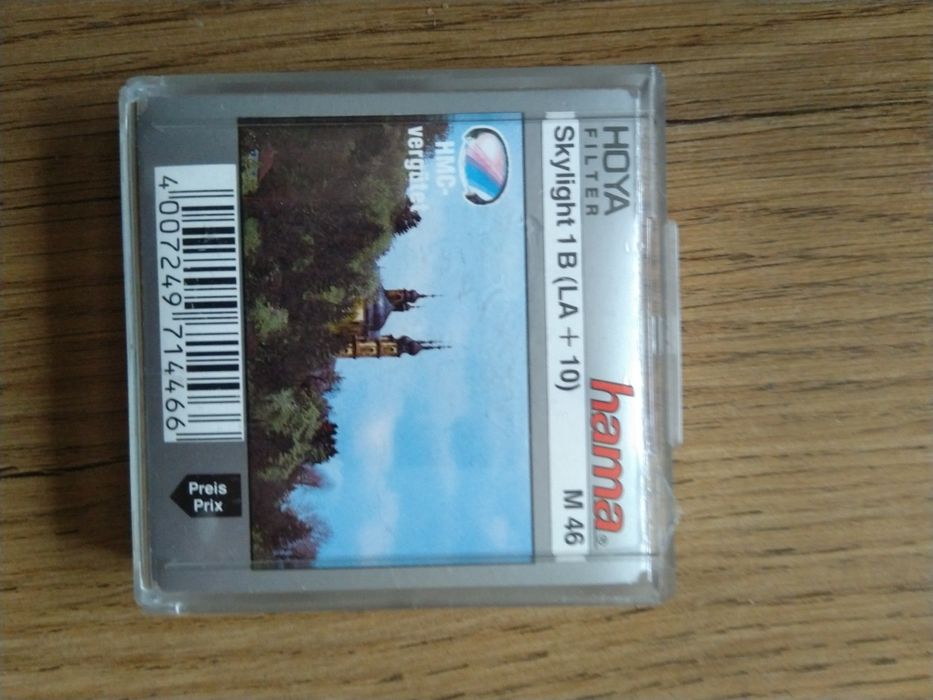 HOYA
FILTER
hama®
Skylight 1B (LA + 10) M 46
HMC-
vergütet
4 007249 714466
Preis
Prix